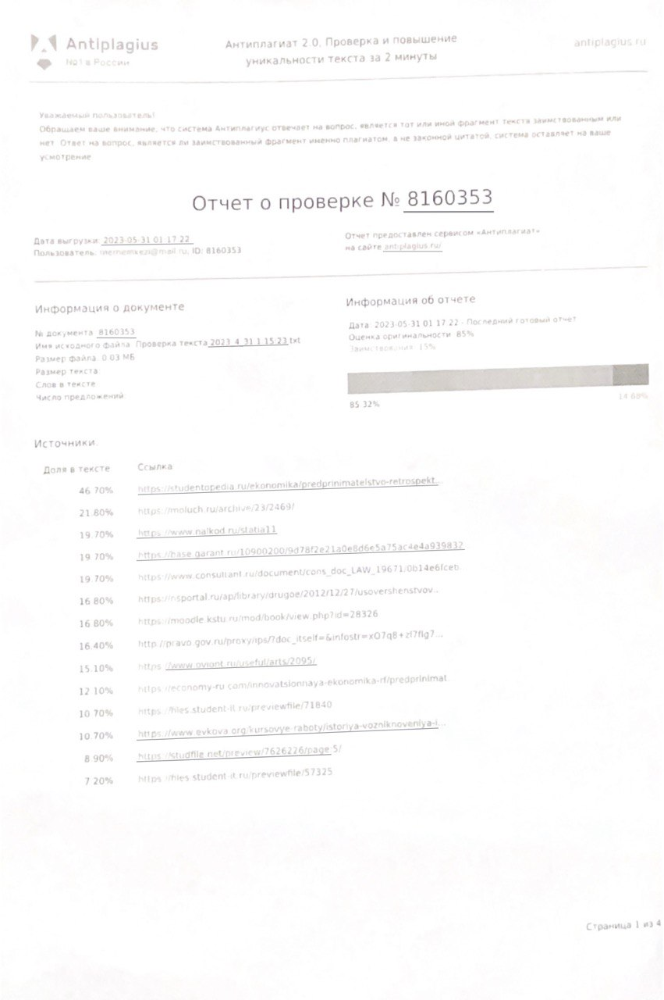 Antiplagius
№1 в России
Антиплагиат 2.0. Проверка и повышение
уникальности текста за 2 минуты
antiplagius.ru
Уважаемый пользователь!
Обращаем ваше внимание, что система Антиплагиус отвечает на вопрос, является тот или иной фрагмент текста заимствованным или
нет. Ответ на вопрос, является ли заимствованный фрагмент именно плагиатом, а не законной цитатой, система оставляет на ваше
усмотрение
Отчет о проверке № 8160353
Дата выгрузки: 2023-05-31 01:17:22
Пользователь: @mail.ru, ID: 8160353
Отчет предоставлен сервисом «Антиплагиат»
на сайте antiplagius.ru/
Информация о документе
№ документа: 8160353
Имя исходного файла: Проверка текста 2023_4_31 1.15.23.txt
Размер файла: 0.03 МБ
Размер текста:
Слов в тексте:
Число предложений:
Информация об отчете
Дата: 2023-05-31 01:17:22 - Последний готовый отчет
Оценка оригинальности: 85%
Заимствования: 15%
85.32%
14.68%
Источники:
Доля в тексте Ссылка
46.70% https://studentopedia.ru/ekonomika/predprinimatelstvo-retrospekt...
21.80% https://moluch.ru/archive/23/2469/
19.70% https://www.nalkod.ru/statia11
19.70% https://base.garant.ru/10900200/9d78f2e21a0e8d6e5a75ac4e4a939832
19.70% https://www.consultant.ru/document/cons_doc_LAW_19671/0b14e6fceb
16.80% https://nsportal.ru/ap/library/drugoe/2012/12/27/usovershenstvov...
16.80% https://moodle.kstu.ru/mod/book/view.php?id=28326
16.40% http://pravo.gov.ru/proxy/ips/?doc_itself=&infostr=xO7q8+zl7fIg7...
15.10% https://www.oviont.ru/useful/arts/2095/
12.10% https://economy-ru.com/innovatsionnaya-ekonomika-rf/predprinimat
10.70% https://files.student-it.ru/previewfile/71840
10.70% https://www.evkova.org/kursovye-raboty/istoriya-vozniknoveniya-i...
8.90% https://studfile.net/preview/7626226/page:5/
7.20% https://files.student-it.ru/previewfile/57325
Страница 1 из 4